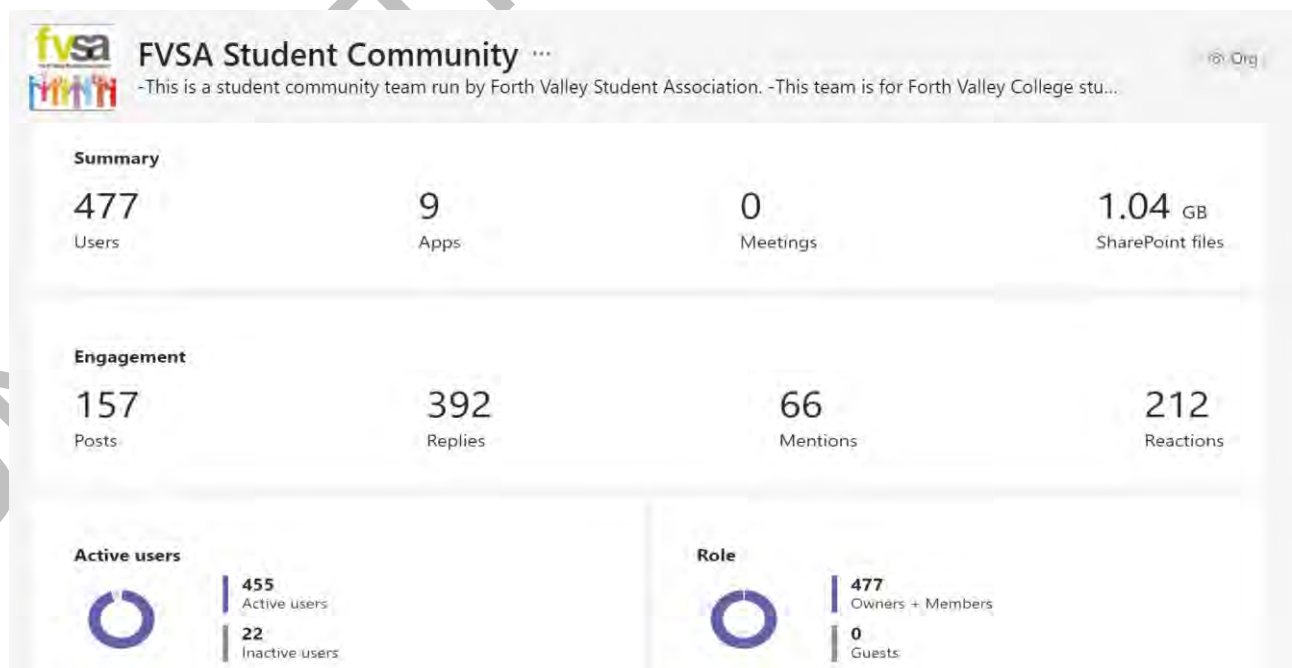 fvsa
FVSA Student Community ...
Org
-This is a student community team run by Forth Valley Student Association. -This team is for Forth Valley College stu...
Summary
477
Users
9
Apps
0
Meetings
1.04 GB
SharePoint files
Engagement
157
Posts
392
Replies
66
Mentions
212
Reactions
Active users
455
Active users
22
Inactive users
Role
477
Owners + Members
0
Guests